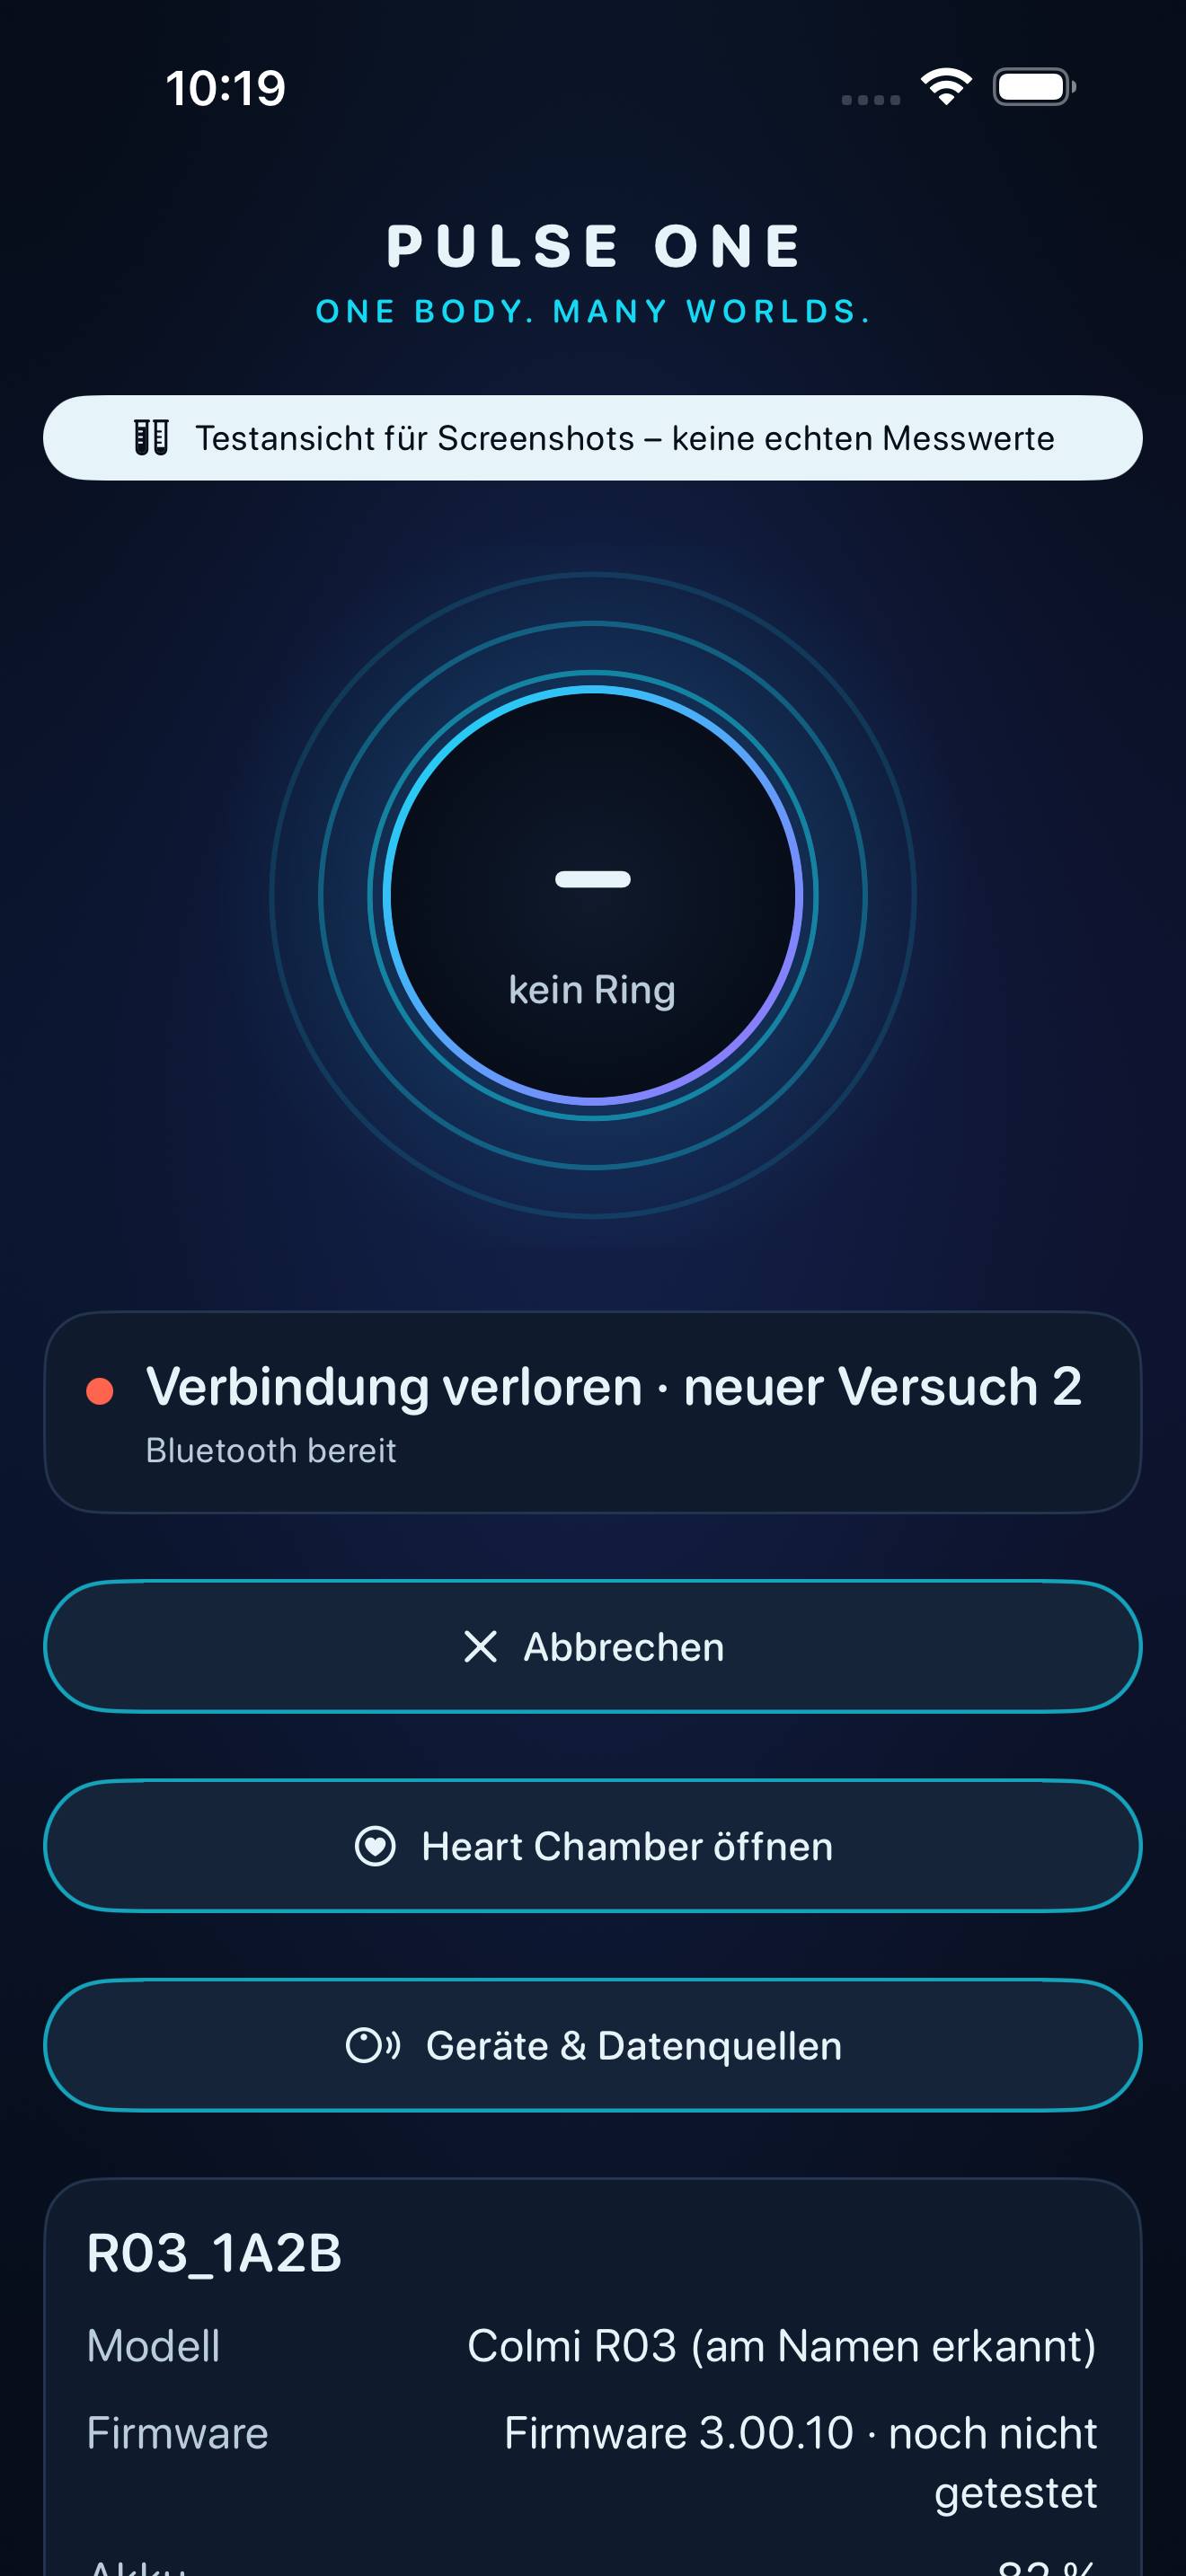 10:19
PULSE ONE
ONE BODY. MANY WORLDS.
Testansicht für Screenshots – keine echten Messwerte
–
kein Ring
Verbindung verloren · neuer Versuch 2
Bluetooth bereit
Abbrechen
Heart Chamber öffnen
Geräte & Datenquellen
R03_1A2B
Modell Colmi R03 (am Namen erkannt)
Firmware Firmware 3.00.10 · noch nicht
getestet
Akku 82 %